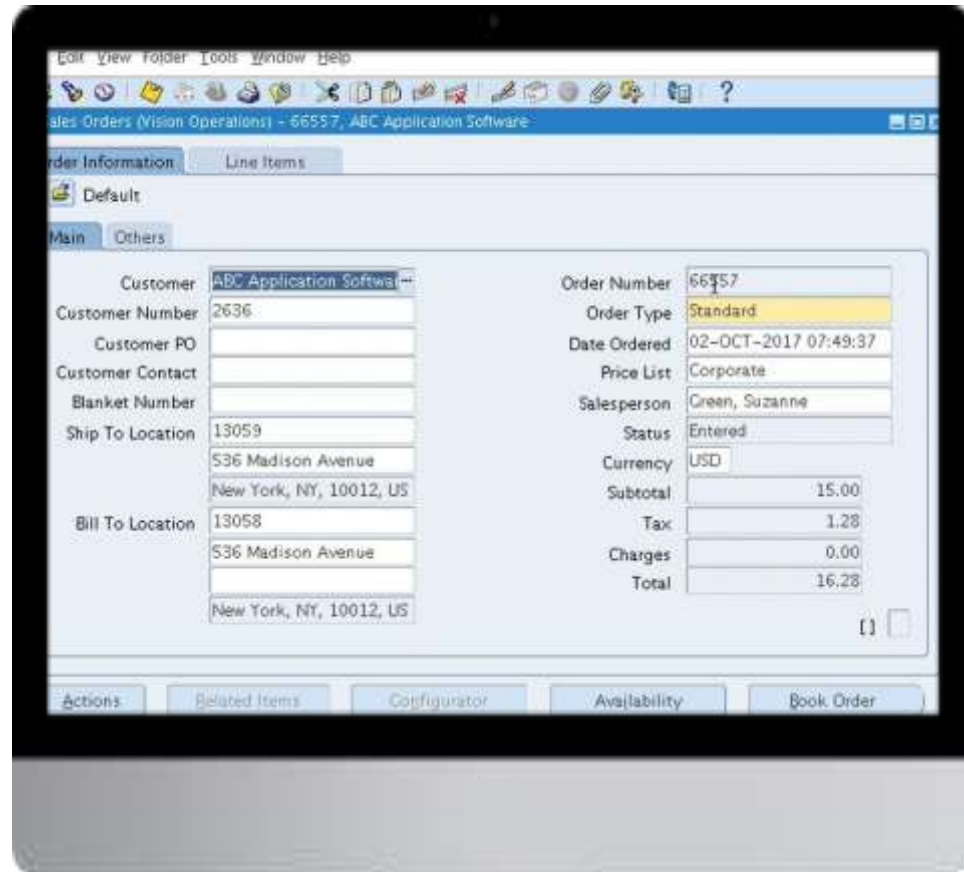 Edit View Folder Tools Window Help
ales Orders (Vision Operations) – 66557, ABC Application Software
rder Information Line Items
Default
Main Others
Customer ABC Application Softwar
Customer Number 2636
Customer PO
Customer Contact
Blanket Number
Ship To Location 13059
536 Madison Avenue
New York, NY, 10012, US
Bill To Location 13058
536 Madison Avenue
New York, NY, 10012, US
Order Number 66557
Order Type Standard
Date Ordered 02-OCT-2017 07:49:37
Price List Corporate
Salesperson Green, Suzanne
Status Entered
Currency USD
Subtotal 15.00
Tax 1.28
Charges 0.00
Total 16.28
[ ]
Actions Related Items Configurator Availability Book Order